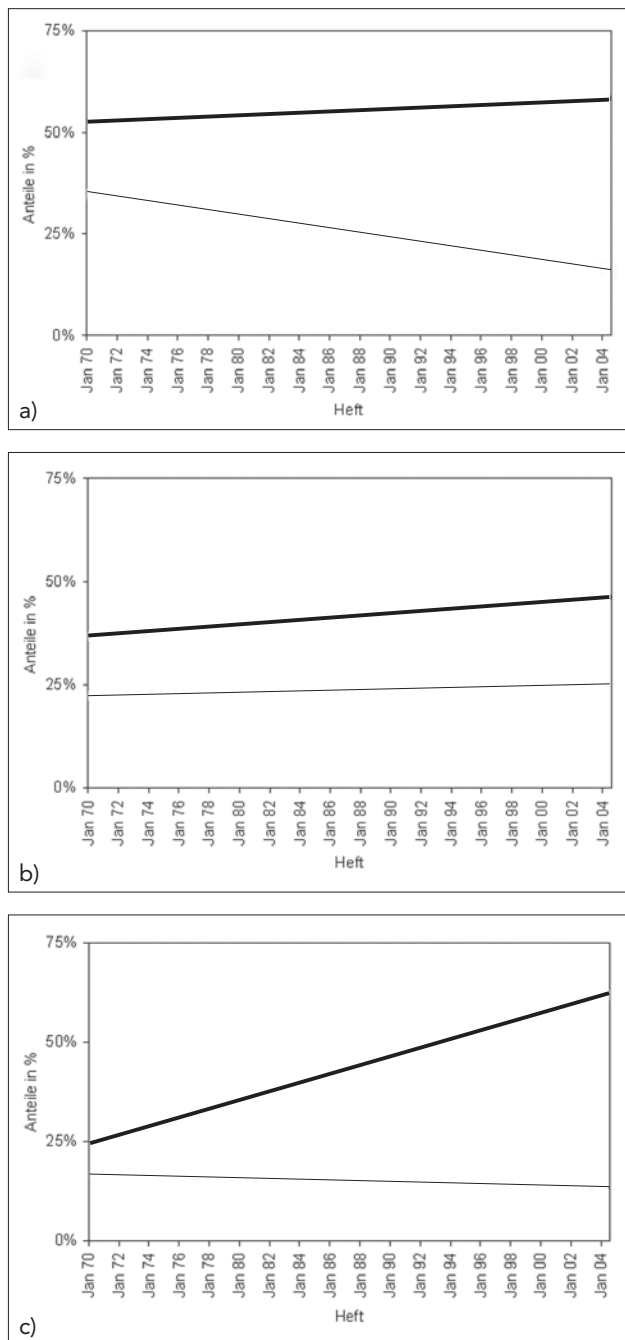 75%
50%
25%
0%
Anteile in %
Jan 70
Jan 72
Jan 74
Jan 76
Jan 78
Jan 80
Jan 82
Jan 84
Jan 86
Jan 88
Jan 90
Jan 92
Jan 94
Jan 96
Jan 98
Jan 00
Jan 02
Jan 04
Heft
a)
75%
50%
25%
0%
Anteile in %
Jan 70
Jan 72
Jan 74
Jan 76
Jan 78
Jan 80
Jan 82
Jan 84
Jan 86
Jan 88
Jan 90
Jan 92
Jan 94
Jan 96
Jan 98
Jan 00
Jan 02
Jan 04
Heft
b)
75%
50%
25%
0%
Anteile in %
Jan 70
Jan 72
Jan 74
Jan 76
Jan 78
Jan 80
Jan 82
Jan 84
Jan 86
Jan 88
Jan 90
Jan 92
Jan 94
Jan 96
Jan 98
Jan 00
Jan 02
Jan 04
Heft
c)